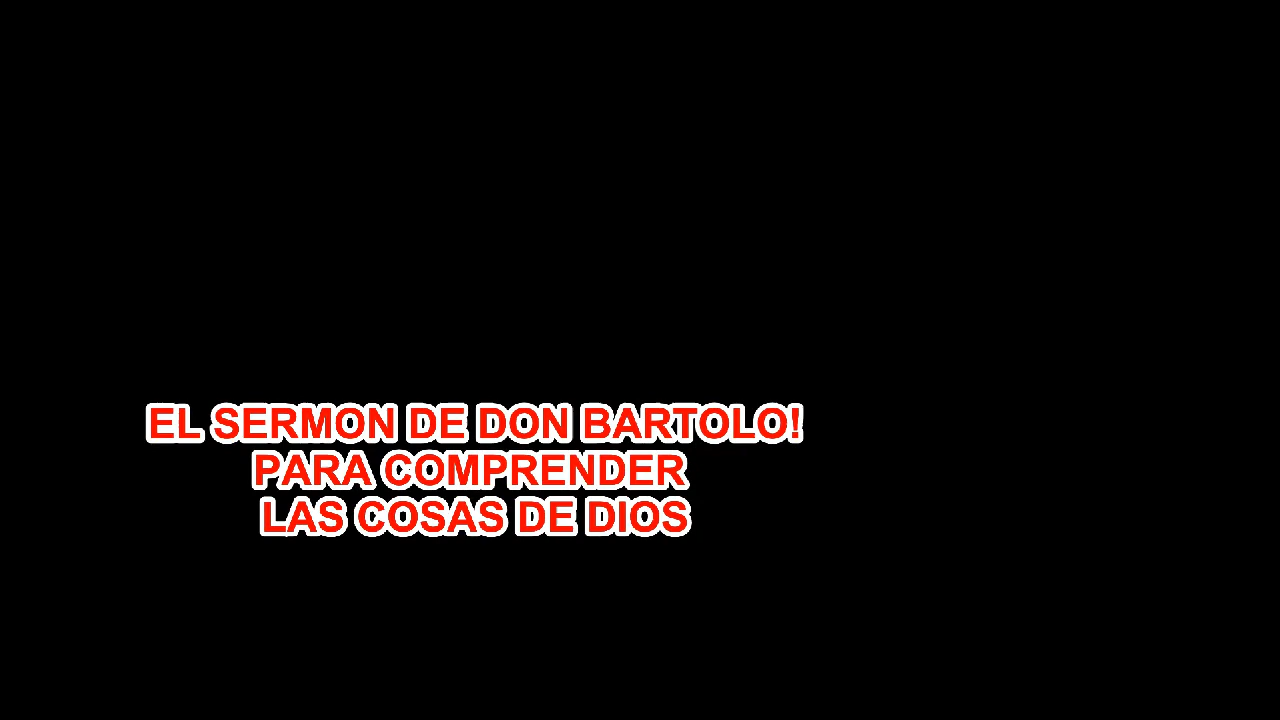 EL SERMON DE DON BARTOLO!
PARA COMPRENDER
LAS COSAS DE DIOS